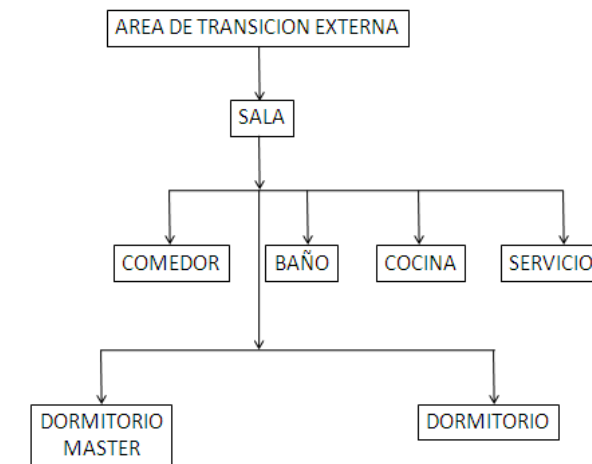 AREA DE TRANSICION EXTERNA
SALA
COMEDOR
BAÑO
COCINA
SERVICIO
DORMITORIO
MASTER
DORMITORIO